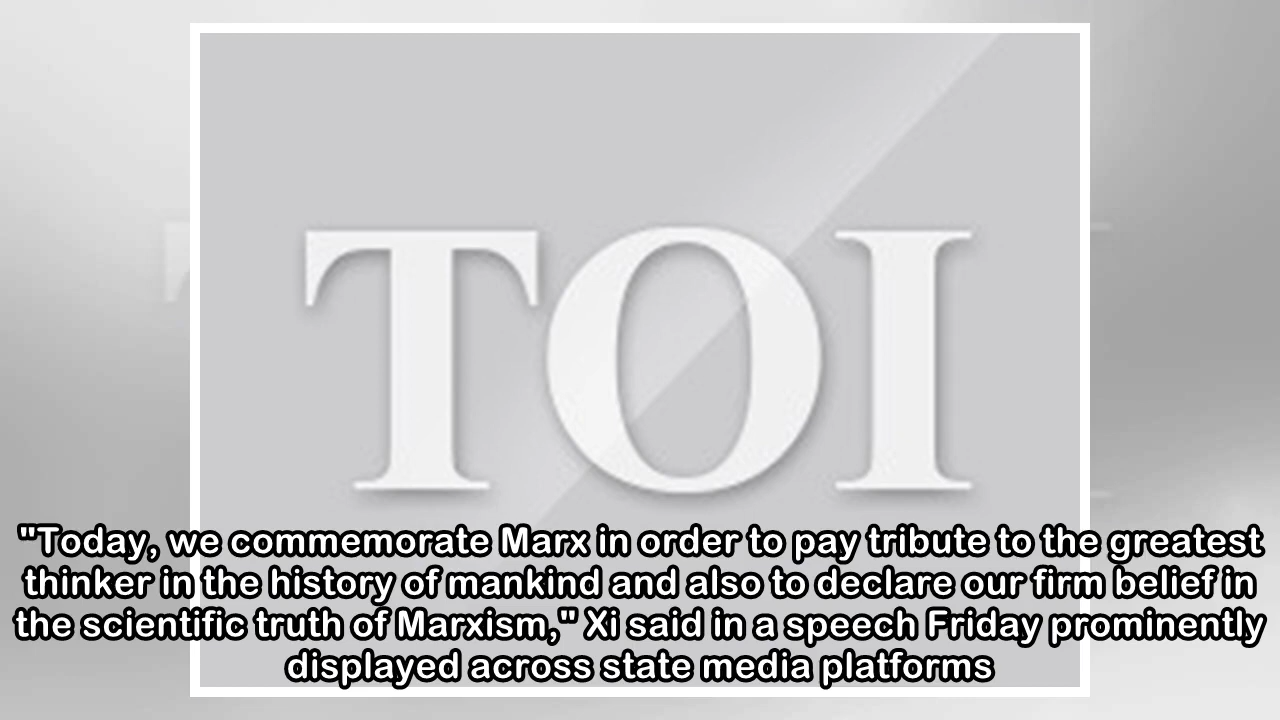 TOI
"Today, we commemorate Marx in order to pay tribute to the greatest
thinker in the history of mankind and also to declare our firm belief in
the scientific truth of Marxism," Xi said in a speech Friday prominently
displayed across state media platforms